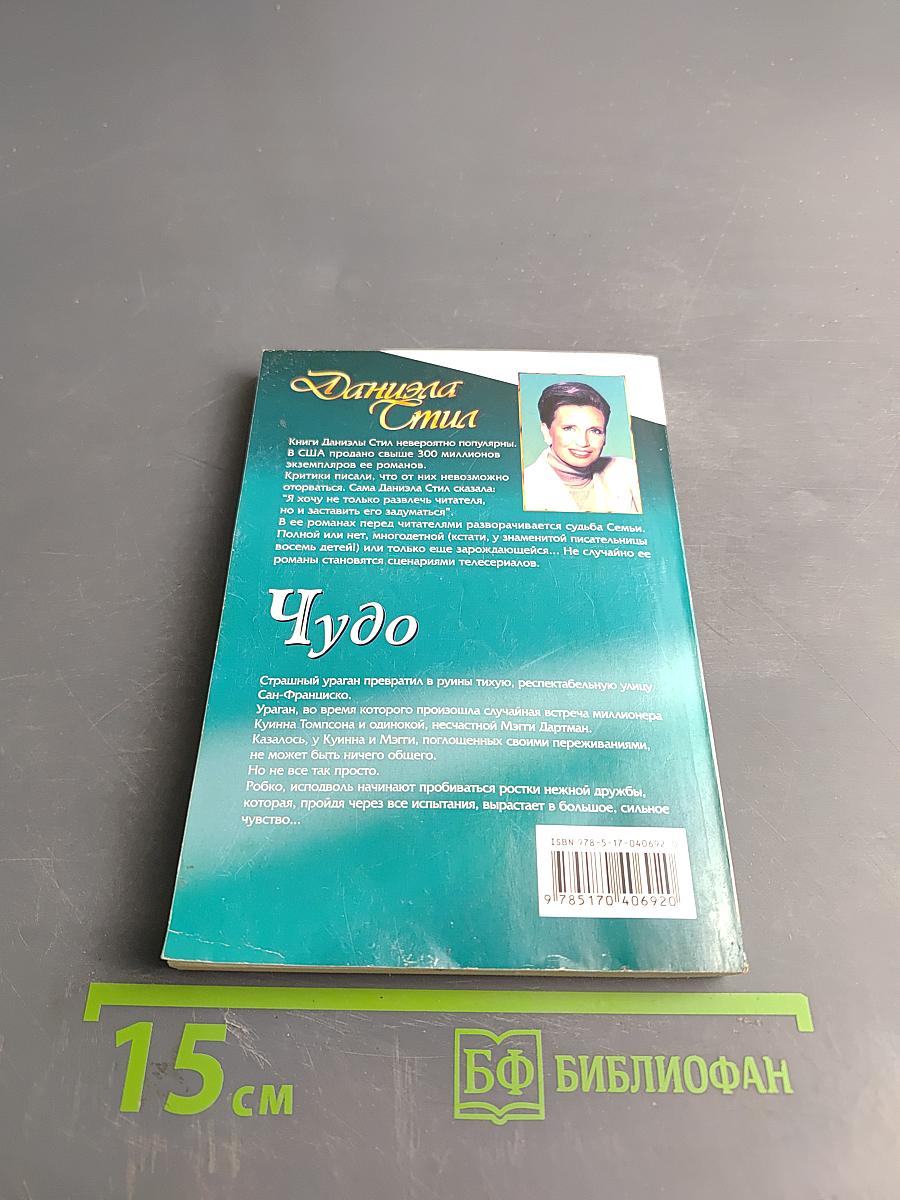 Даниэла
Стил
Книги Даниэлы Стил невероятно популярны.
В США продано свыше 300 миллионов
экземпляров ее романов.
Критики писали, что от них невозможно
оторваться. Сама Даниэла Стил сказала:
"Я хочу не только развлечь читателя,
но и заставить его задуматься".
В ее романах перед читателями разворачивается судьба Семьи.
Полной или нет, многодетной (кстати, у знаменитой писательницы
восемь детей!) или только еще зарождающейся... Не случайно ее
романы становятся сценариями телесериалов.
Чудо
Страшный ураган превратил в руины тихую, респектабельную улицу
Сан-Франциско.
Ураган, во время которого произошла случайная встреча миллионера
Куинна Томпсона и одинокой, несчастной Мэгги Дартман.
Казалось, у Куинна и Мэгги, поглощенных своими переживаниями,
не может быть ничего общего.
Но не все так просто.
Робко, исподволь начинают пробиваться ростки нежной дружбы,
которая, пройдя через все испытания, вырастает в большое, сильное
чувство...
ISBN 978-5-17-040692-0
9 785170 406920
15 см
БФ БИБЛИОФАН